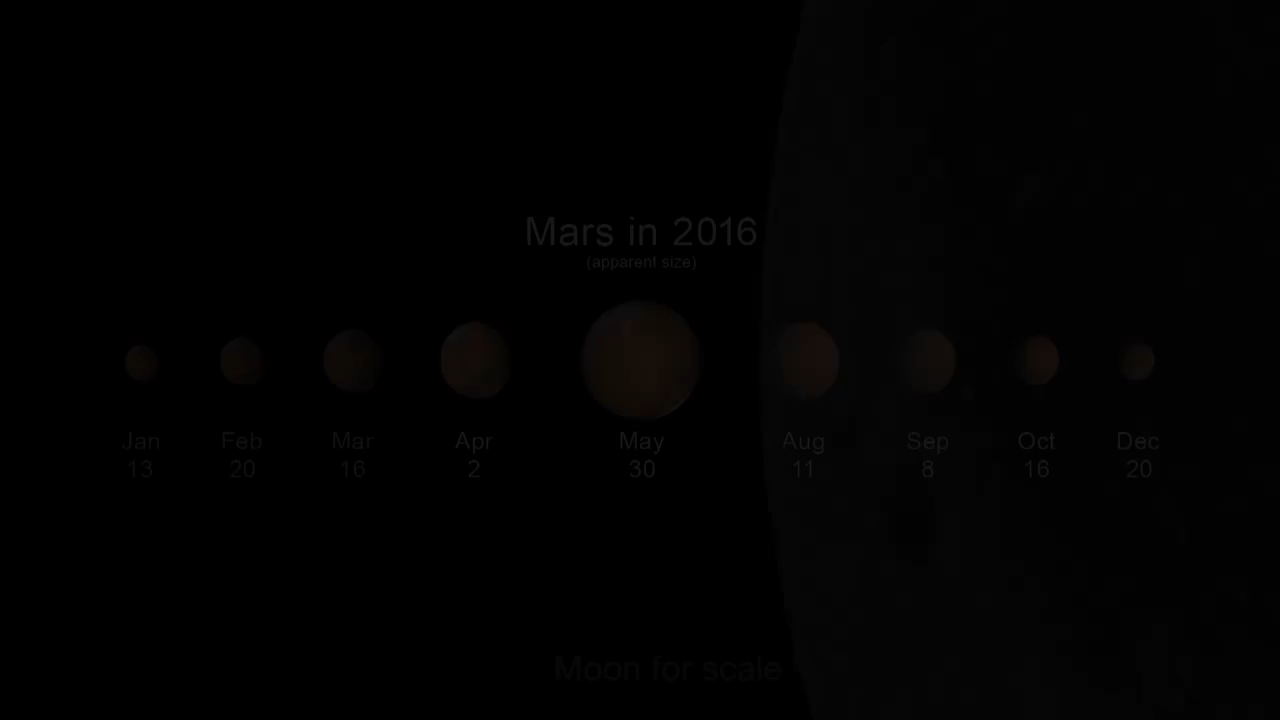 Mars in 2016
(apparent size)
Jan Feb Mar Apr May Aug Sep Oct Dec
13 20 16 2 30 11 8 16 20
Moon for scale